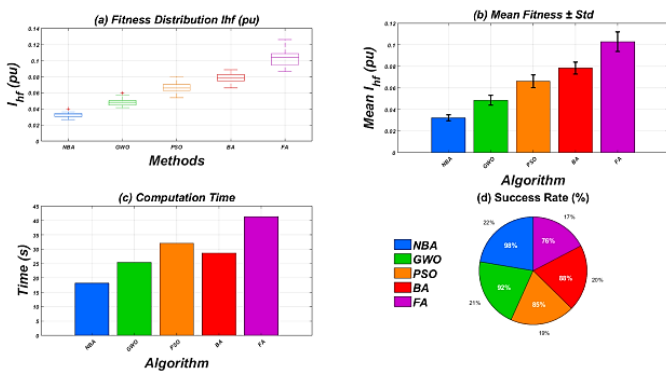 (a) Fitness Distribution Ihf (pu)
0.14
0.12
0.1
0.08
0.06
0.04
0.02
0
I_hf (pu)
NBA GWO PSO BA FA
Methods
(b) Mean Fitness ± Std
0.12
0.1
0.08
0.06
0.04
0.02
0
Mean I_hf (pu)
NBA GWO PSO BA FA
Algorithm
(c) Computation Time
45
40
35
30
25
20
15
10
5
0
Time (s)
NBA GWO PSO BA FA
Algorithm
(d) Success Rate (%)
NBA
GWO
PSO
BA
FA
22% 17%
98% 76%
88% 20%
21% 92%
85%
19%